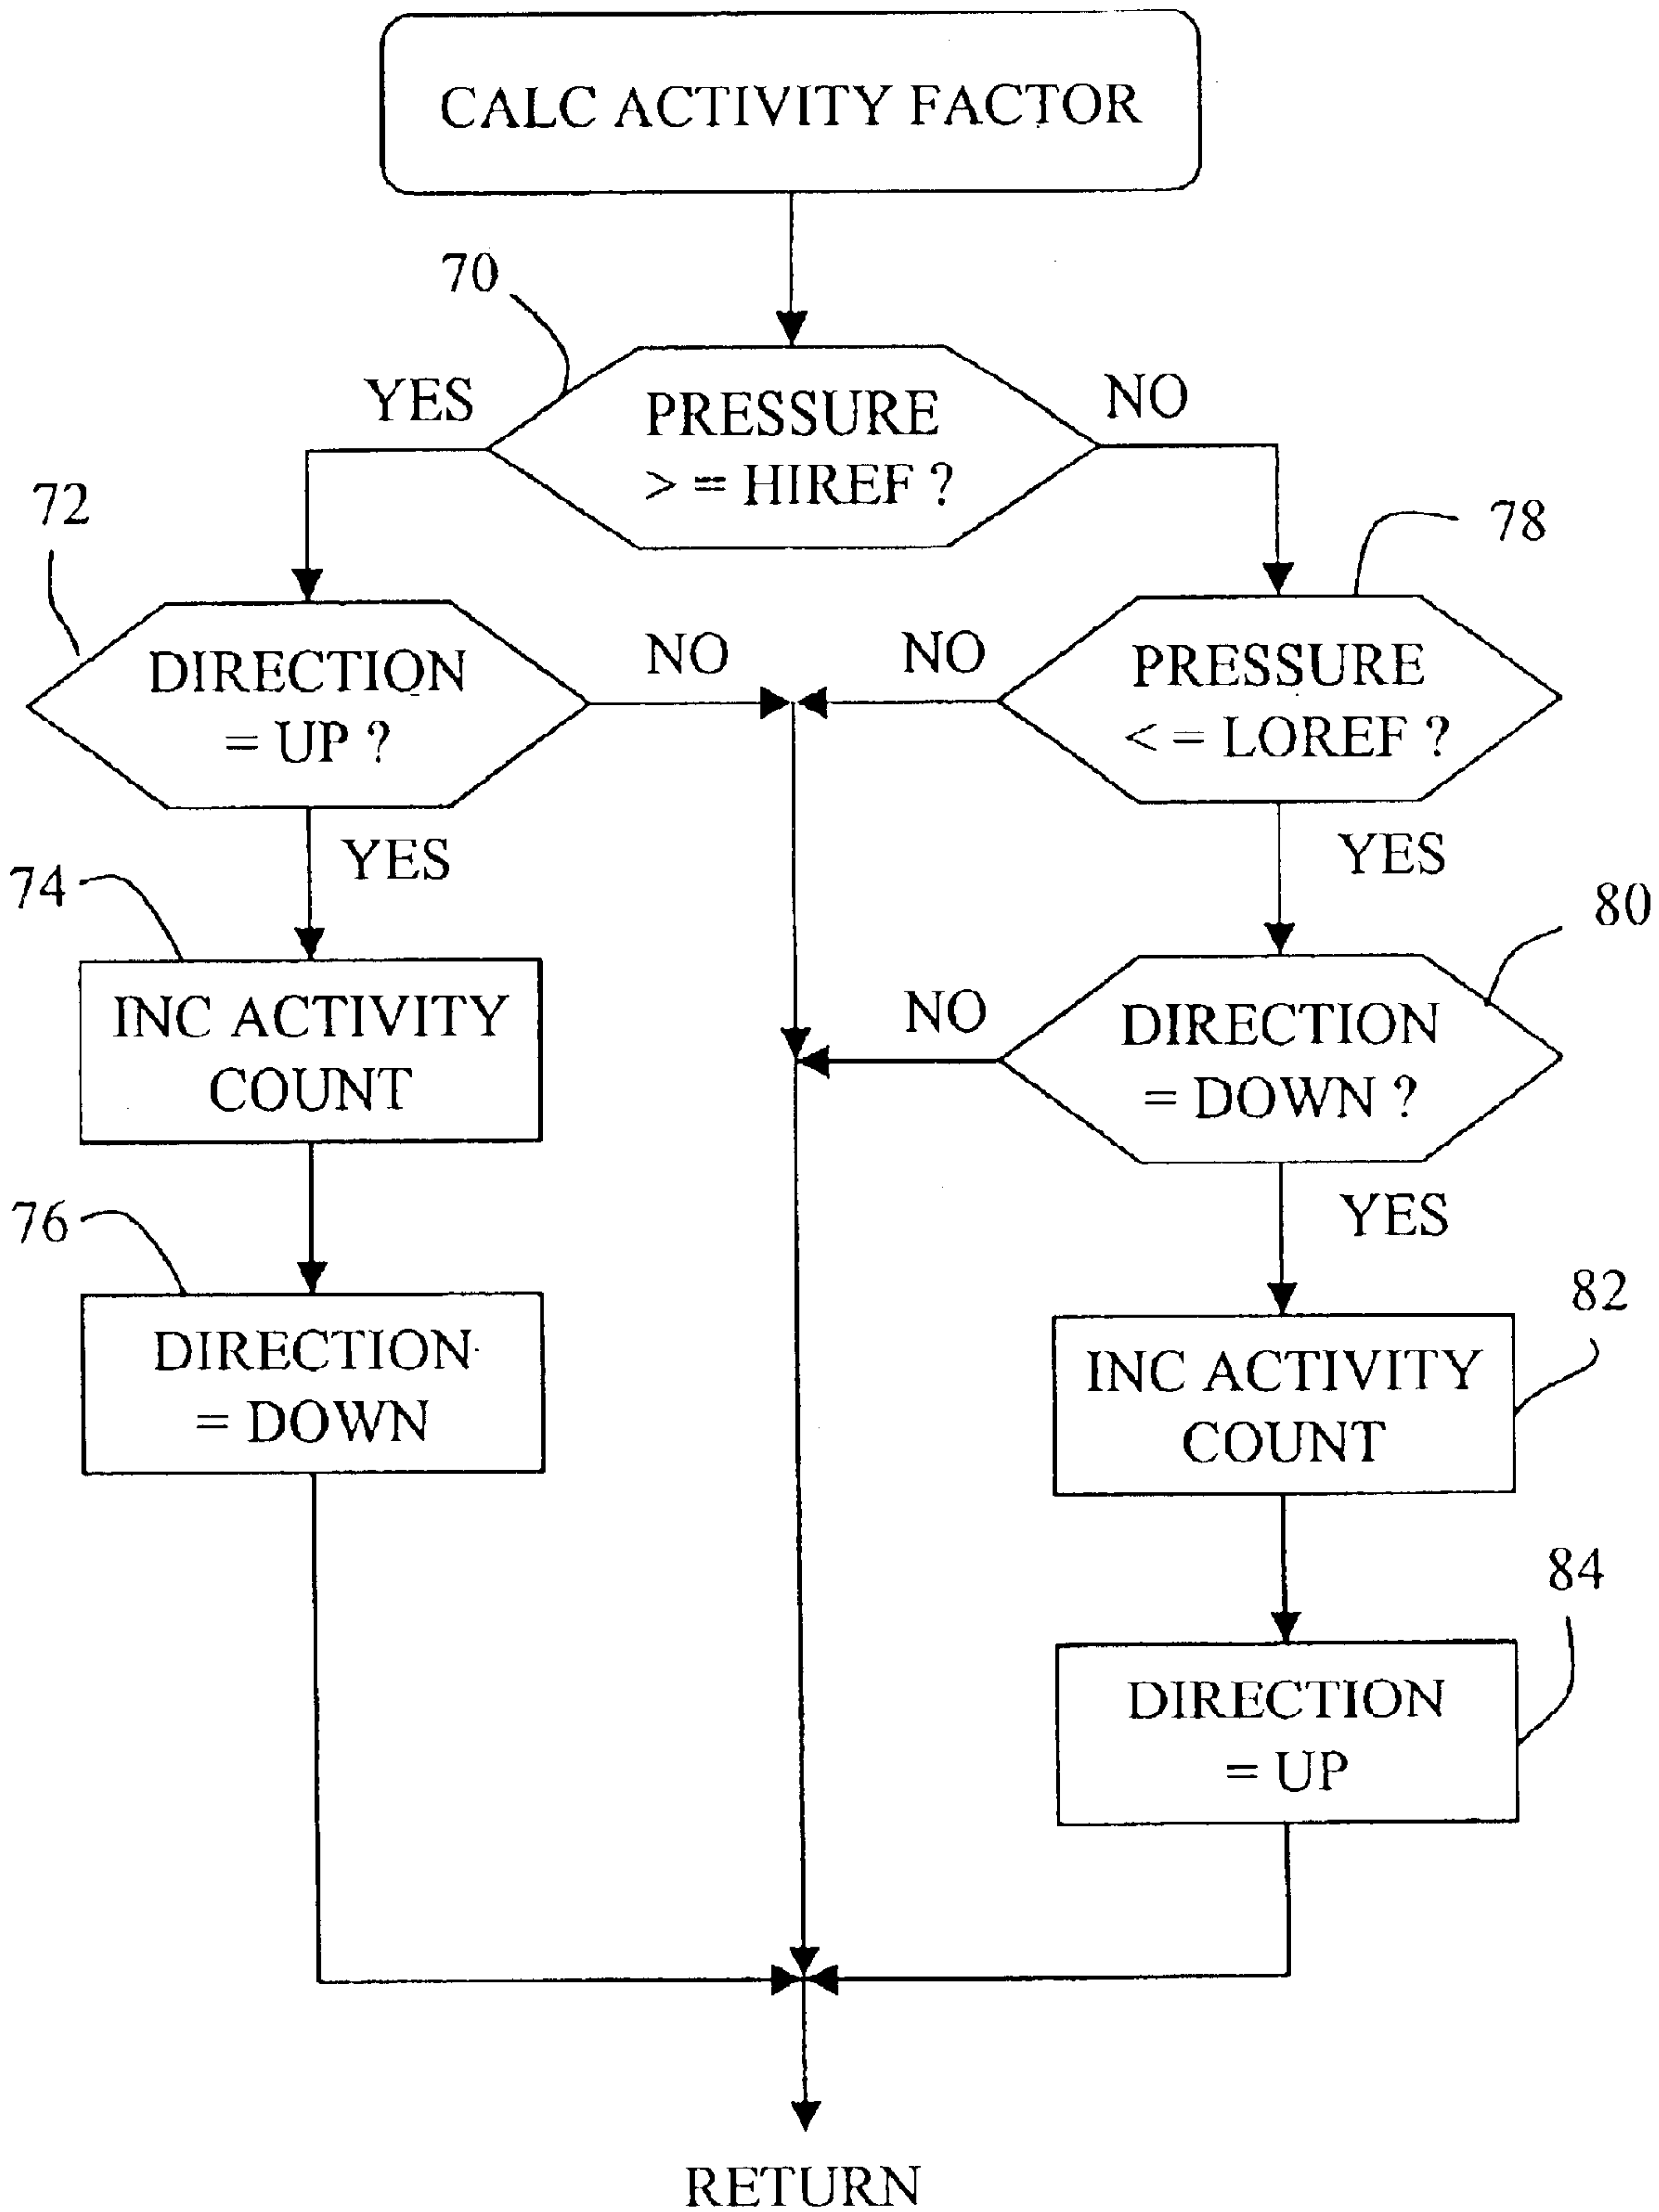 CALC ACTIVITY FACTOR
70
YES
PRESSURE
> = HIREF ?
NO
72
78
DIRECTION
= UP ?
NO
NO
PRESSURE
< = LOREF ?
YES
YES
74
80
INC ACTIVITY
COUNT
NO
DIRECTION
= DOWN ?
76
YES
DIRECTION
= DOWN
82
INC ACTIVITY
COUNT
84
DIRECTION
= UP
RETURN